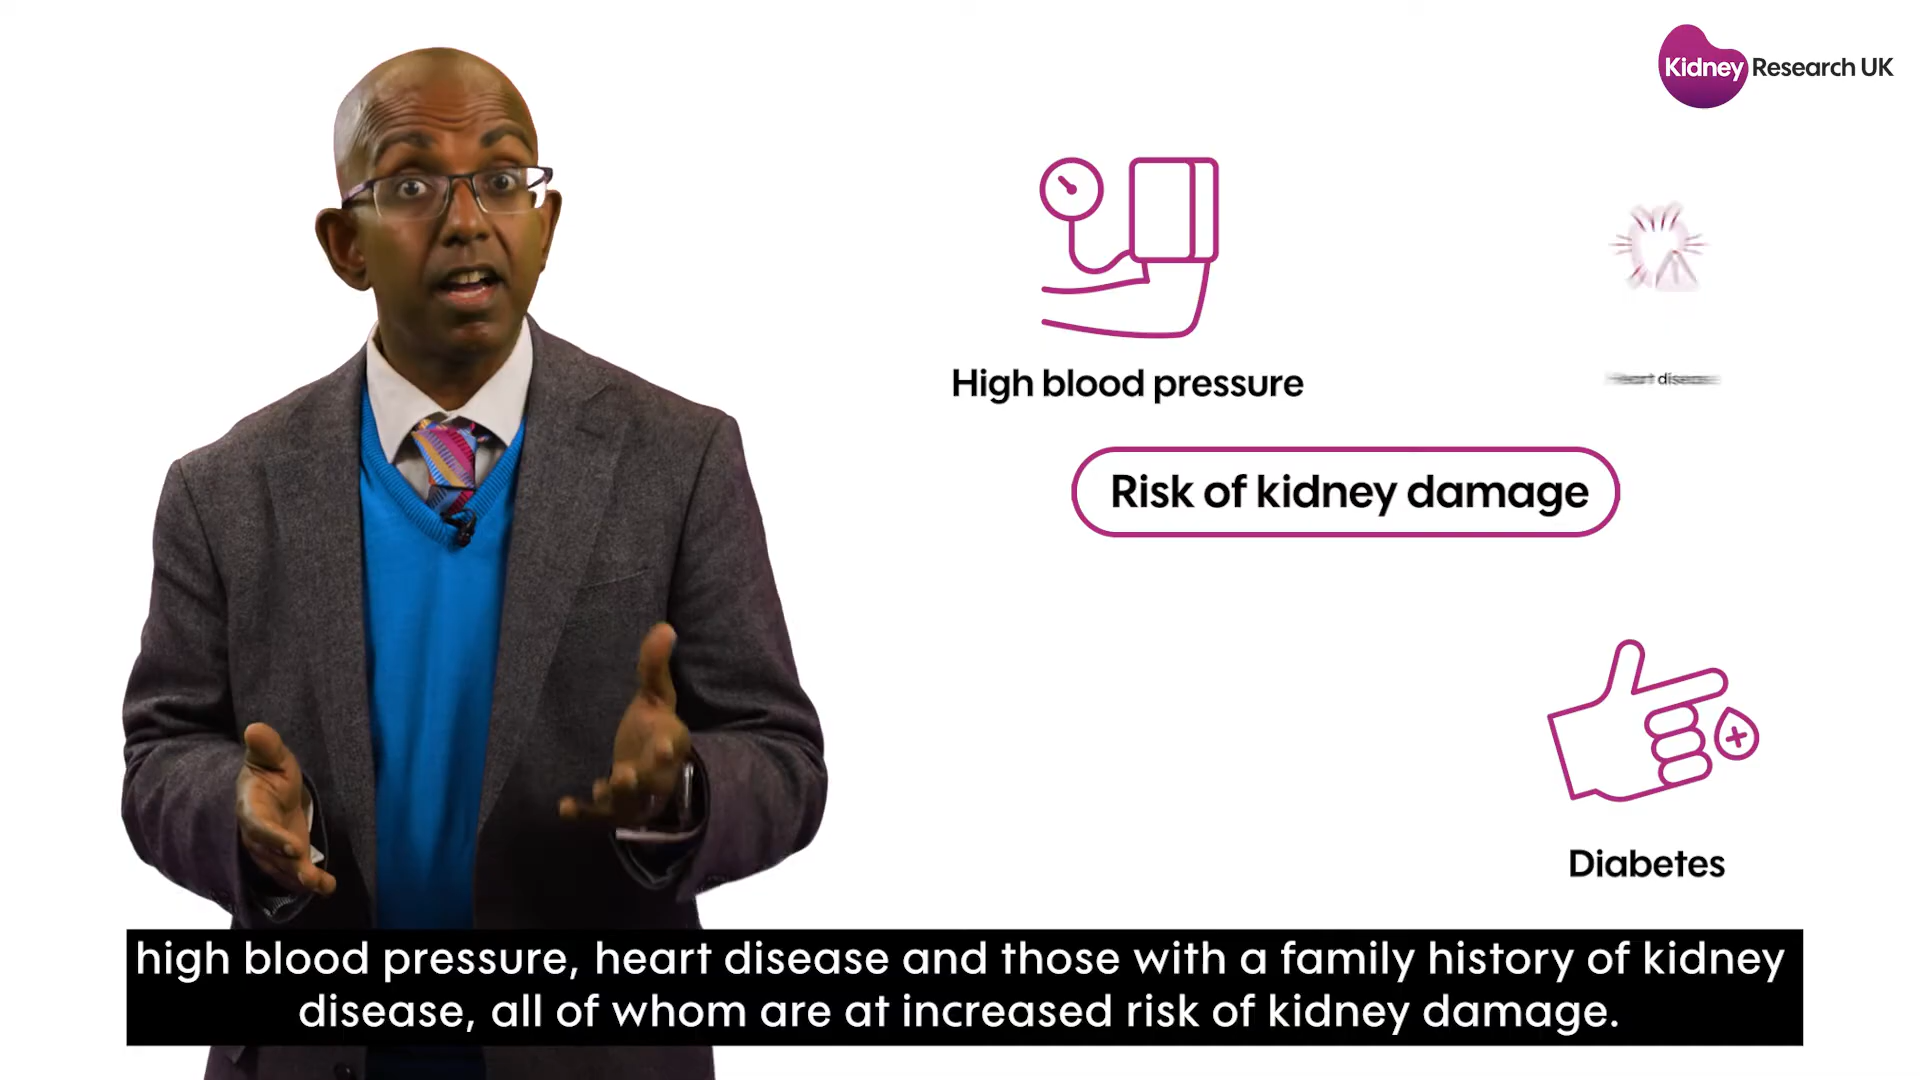 Kidney Research UK
High blood pressure
Risk of kidney damage
Diabetes
high blood pressure, heart disease and those with a family history of kidney
disease, all of whom are at increased risk of kidney damage.